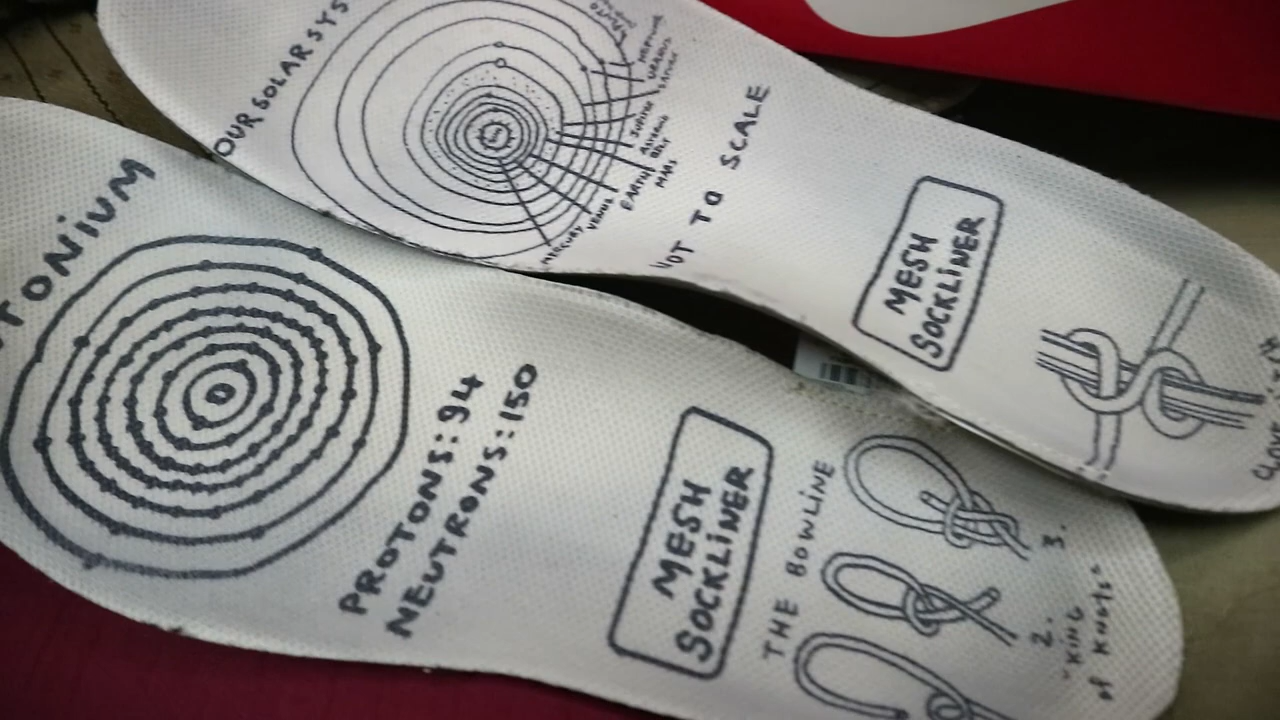 OUR SOLAR SYS
NEPTUNE
URANUS
SATURN
JUPITER
ASTEROID
BELT
MARS
EARTH
VENUS
MERCURY
NOT TO SCALE
MESH
SOCKLINER
TONIUM
PROTONS: 94
NEUTRONS: 150
MESH
SOCKLINER
THE BOWLINE
3.
2.
"KING
of KNOTS"